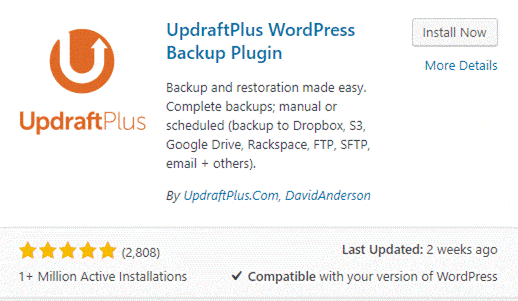 UpdraftPlus WordPress
Backup Plugin
Install Now
More Details
UpdraftPlus
Backup and restoration made easy.
Complete backups; manual or
scheduled (backup to Dropbox, S3,
Google Drive, Rackspace, FTP, SFTP,
email + others).
By UpdraftPlus.Com, DavidAnderson
(2,808)
Last Updated: 2 weeks ago
1+ Million Active Installations
Compatible with your version of WordPress